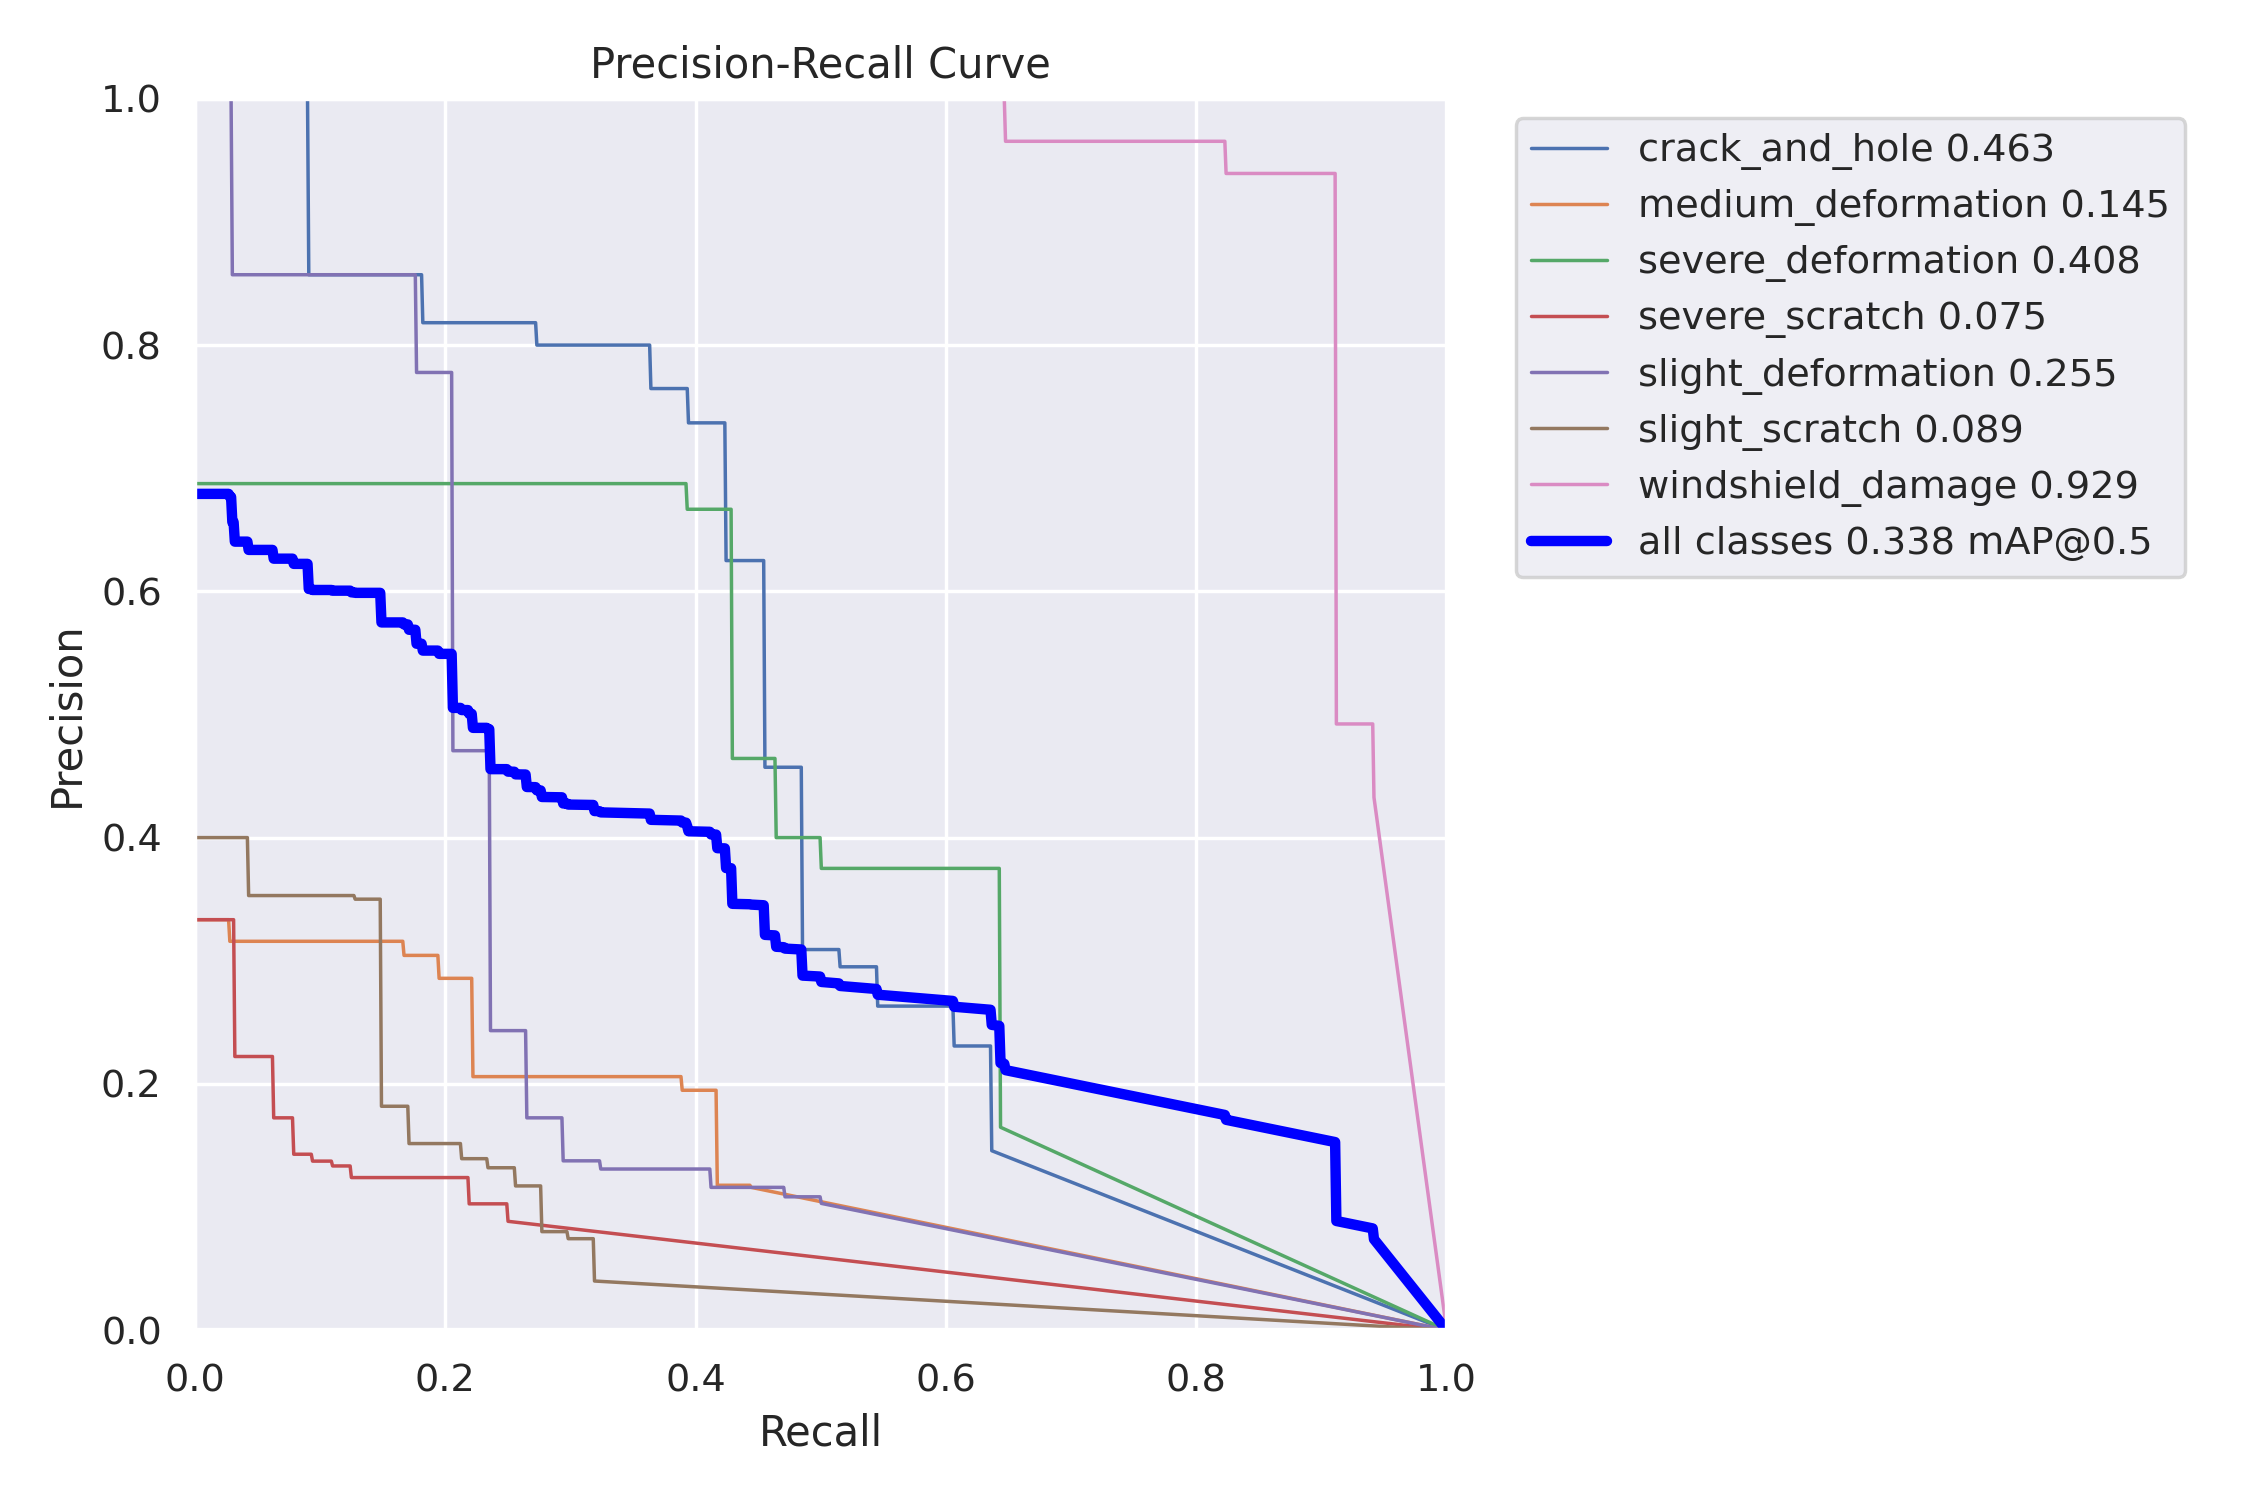 Precision-Recall Curve
1.0
0.8
0.6
0.4
0.2
0.0
Precision
0.0 0.2 0.4 0.6 0.8 1.0
Recall
crack_and_hole 0.463
medium_deformation 0.145
severe_deformation 0.408
severe_scratch 0.075
slight_deformation 0.255
slight_scratch 0.089
windshield_damage 0.929
all classes 0.338 mAP@0.5